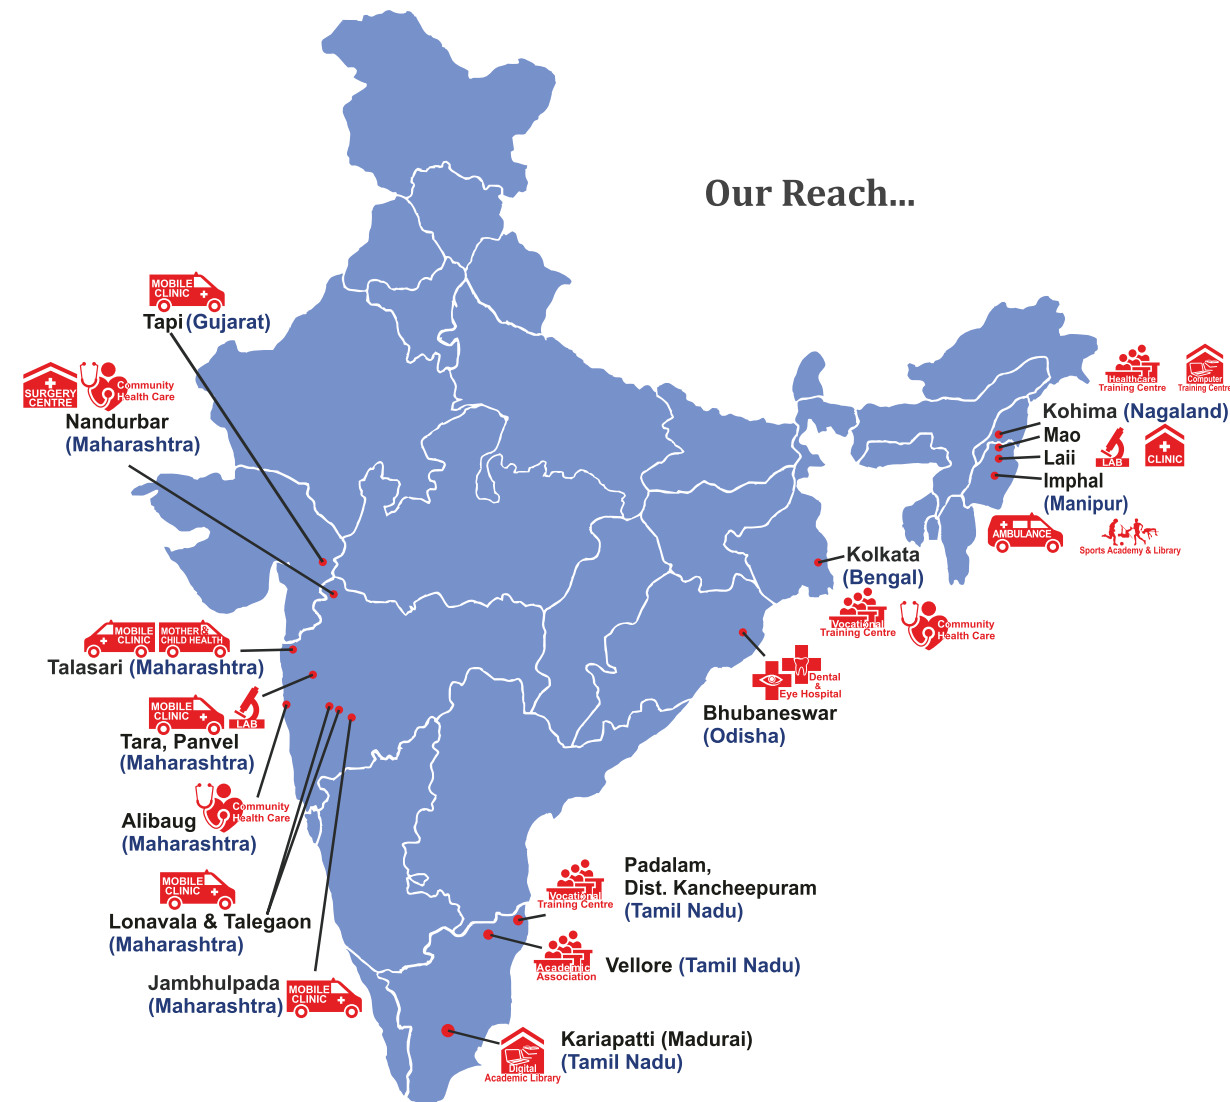 Our Reach...
MOBILE
CLINIC
Tapi (Gujarat)
SURGERY
CENTRE
Community
Health Care
Nandurbar
(Maharashtra)
MOBILE
CLINIC
MOTHER &
CHILD HEALTH
Talasari (Maharashtra)
MOBILE
CLINIC
LAB
Tara, Panvel
(Maharashtra)
Community
Health Care
Alibaug
(Maharashtra)
MOBILE
CLINIC
Lonavala & Talegaon
(Maharashtra)
Jambhulpada
(Maharashtra)
MOBILE
CLINIC
Healthcare
Training Centre
Computer
Training Centre
Kohima (Nagaland)
Mao
Laii
Imphal
(Manipur)
LAB
CLINIC
AMBULANCE
Sports Academy & Library
Kolkata
(Bengal)
Vocational
Training Centre
Community
Health Care
Dental
&
Eye Hospital
Bhubaneswar
(Odisha)
Vocational
Training Centre
Padalam,
Dist. Kancheepuram
(Tamil Nadu)
Academic
Association
Vellore (Tamil Nadu)
Digital
Academic Library
Kariapatti (Madurai)
(Tamil Nadu)